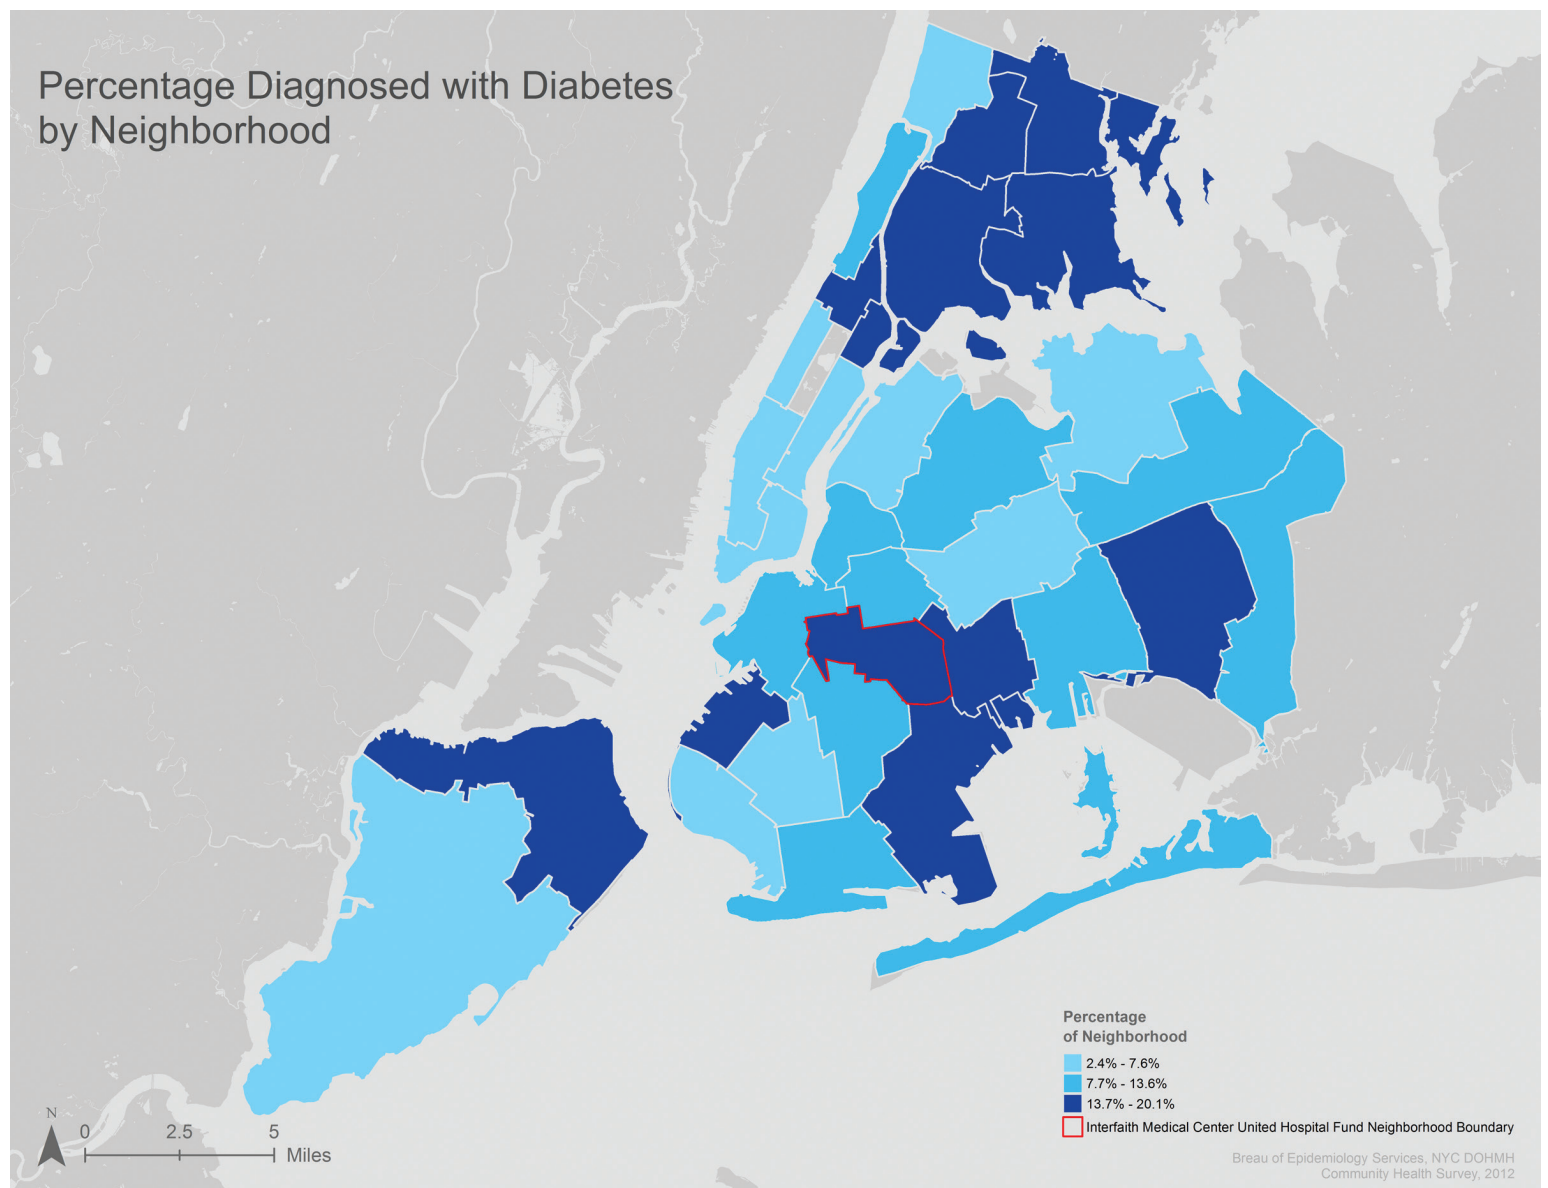 Percentage Diagnosed with Diabetes
by Neighborhood
Percentage
of Neighborhood
2.4% - 7.6%
7.7% - 13.6%
13.7% - 20.1%
Interfaith Medical Center United Hospital Fund Neighborhood Boundary
N
0 2.5 5
Miles
Breau of Epidemiology Services, NYC DOHMH
Community Health Survey, 2012